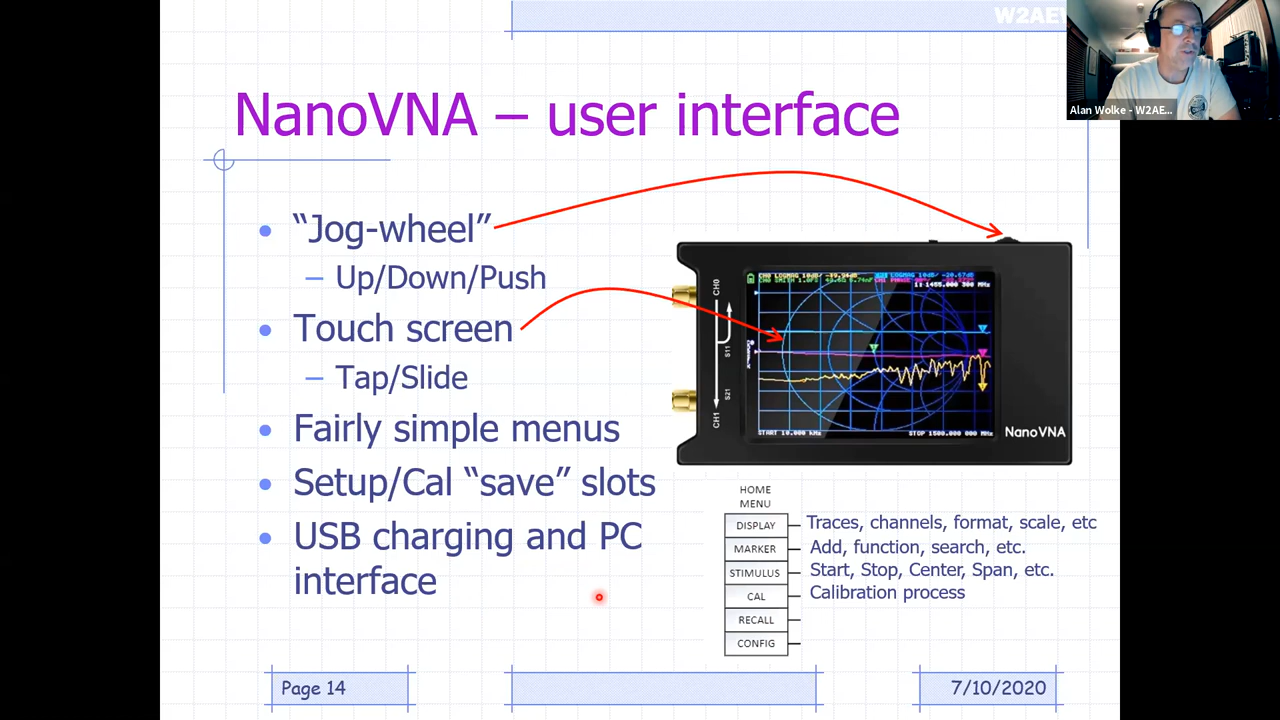 W2AEW
Alan Wolke - W2AE...
NanoVNA – user interface
• “Jog-wheel”
– Up/Down/Push
• Touch screen
– Tap/Slide
• Fairly simple menus
• Setup/Cal “save” slots
• USB charging and PC
interface
CH0
S11
S21
CH1
START 10.000 kHz
STOP 1500.000 000 MHz
NanoVNA
HOME
MENU
DISPLAY
Traces, channels, format, scale, etc
MARKER
Add, function, search, etc.
STIMULUS
Start, Stop, Center, Span, etc.
CAL
Calibration process
RECALL
CONFIG
Page 14
7/10/2020